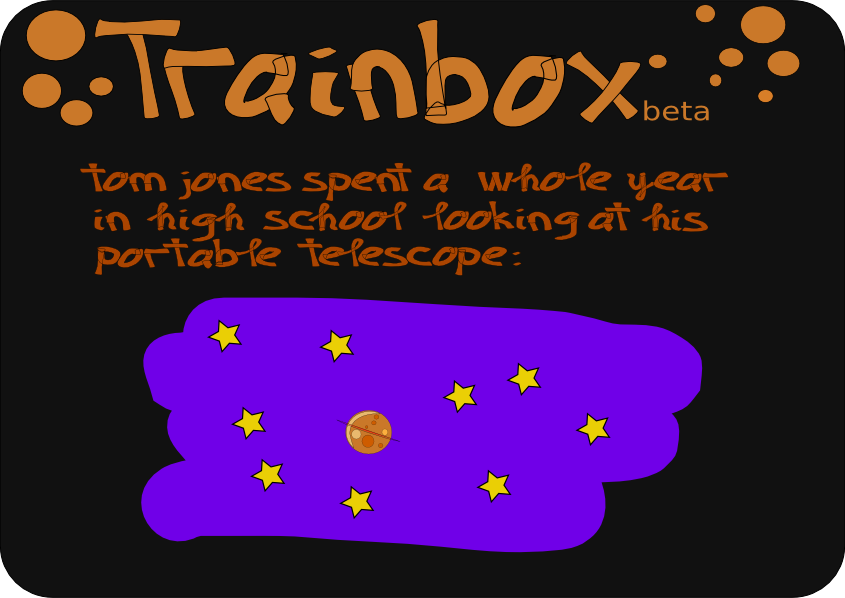 Trainbox
beta
tom jones spent a whole year
in high school looking at his
portable telescope: